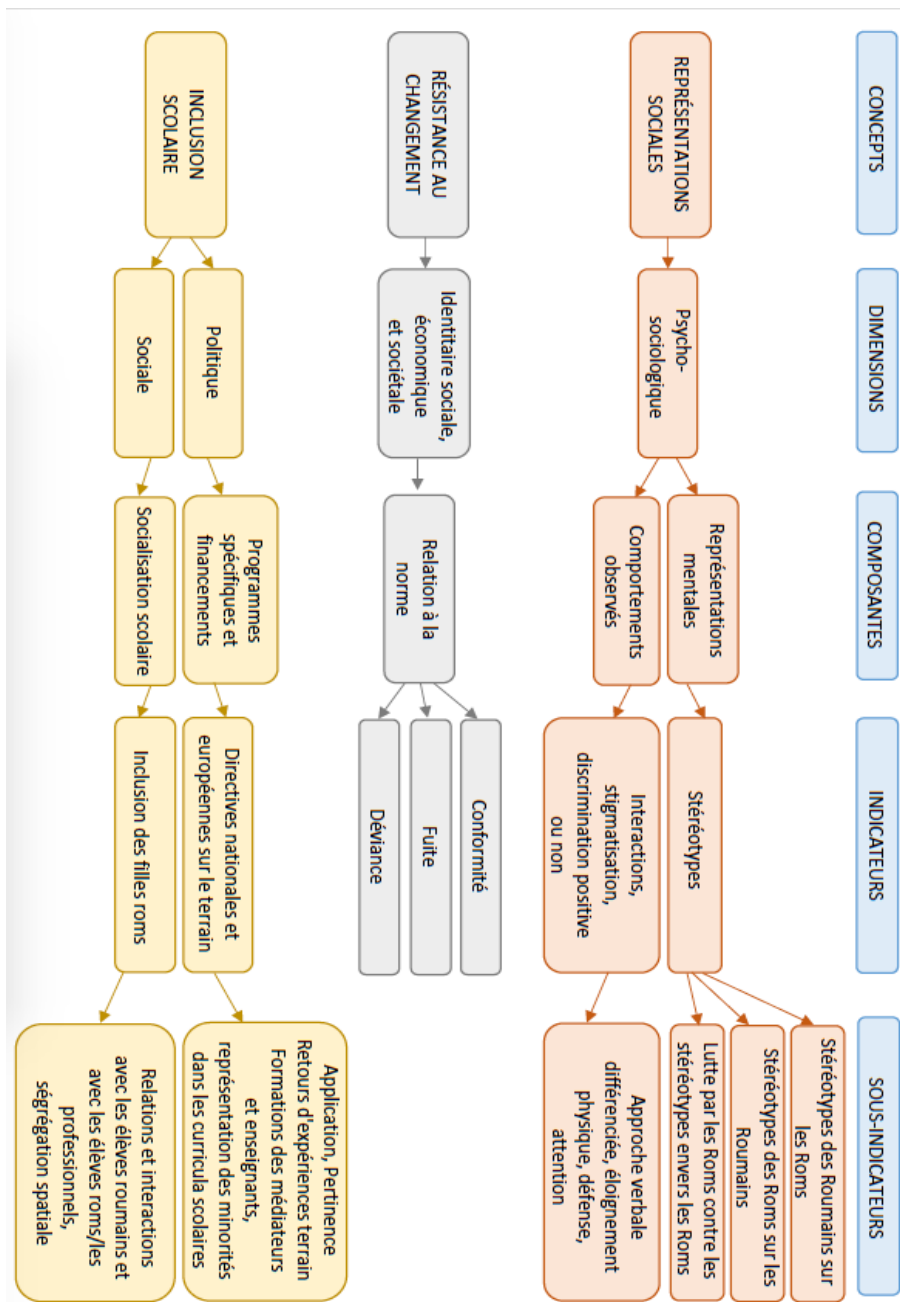 CONCEPTS
DIMENSIONS
COMPOSANTES
INDICATEURS
SOUS-INDICATEURS
REPRÉSENTATIONS
SOCIALES
Psycho-
sociologique
Représentations
mentales
Stéréotypes
Stéréotypes des Roumains sur
les Roms
Stéréotypes des Roms sur les
Roumains
Lutte par les Roms contre les
stéréotypes envers les Roms
Comportements
observés
Interactions,
stigmatisation,
discrimination positive
ou non
Approche verbale
différenciée, éloignement
physique, défense,
attention
RÉSISTANCE AU
CHANGEMENT
Identitaire sociale,
économique
et sociétale
Relation à la
norme
Conformité
Fuite
Déviance
INCLUSION
SCOLAIRE
Politique
Programmes
spécifiques et
financements
Directives nationales et
européennes sur le terrain
Application, Pertinence
Retours d'expériences terrain
Formations des médiateurs
et enseignants,
représentation des minorités
dans les curricula scolaires
Sociale
Socialisation scolaire
Inclusion des filles roms
Relations et interactions
avec les élèves roumains et
avec les élèves roms/les
professionnels,
ségrégation spatiale